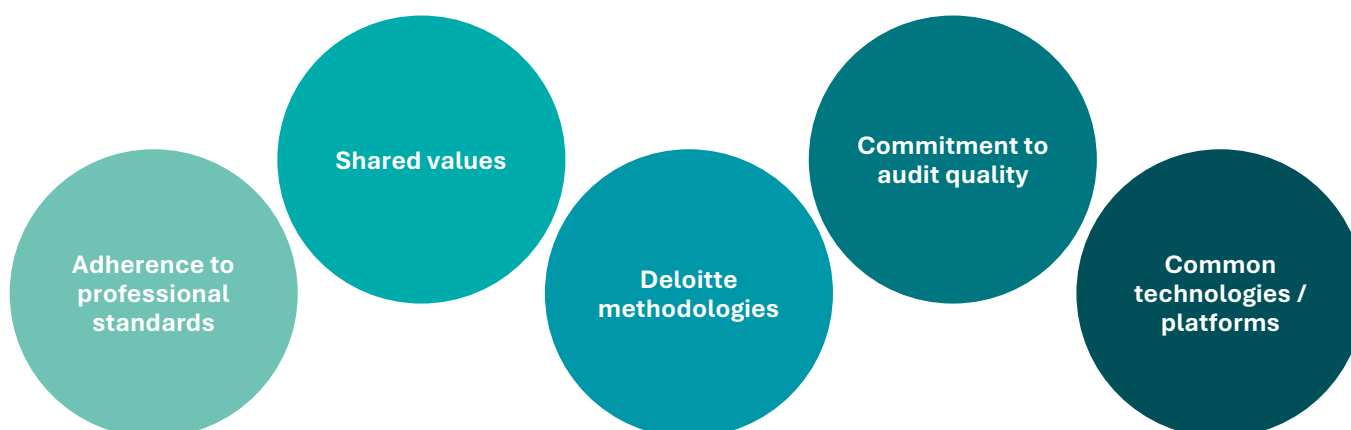 Adherence to
professional
standards
Shared values
Deloitte
methodologies
Commitment to
audit quality
Common
technologies /
platforms